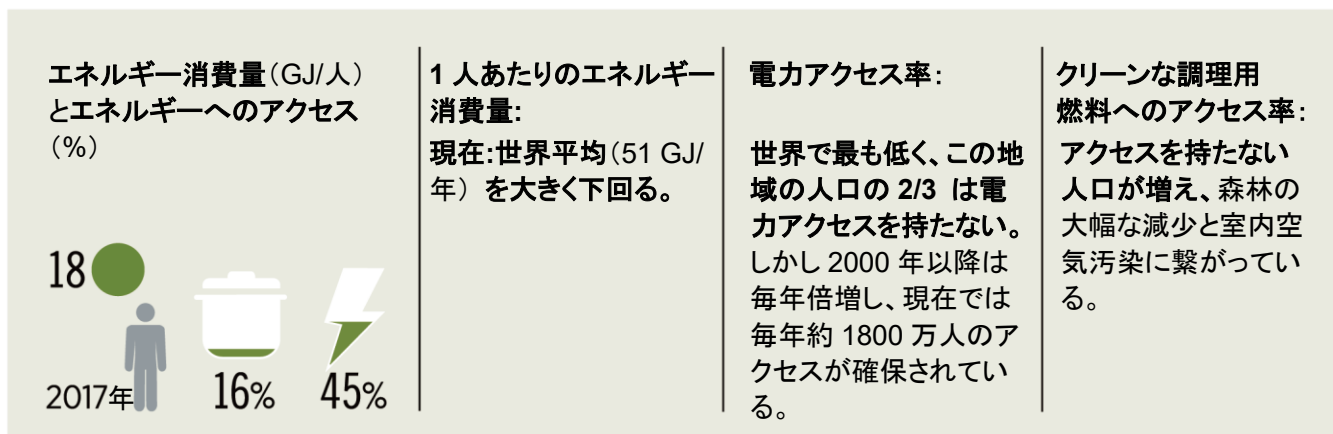 エネルギー消費量（GJ/人）
とエネルギーへのアクセス
（%）
18
2017年
16%
45%
1 人あたりのエネルギー
消費量:
現在:世界平均（51 GJ/
年） を大きく下回る。
電力アクセス率:
世界で最も低く、この地
域の人口の 2/3 は電
力アクセスを持たない。
しかし 2000 年以降は
毎年倍増し、現在では
毎年約 1800 万人のア
クセスが確保されてい
る。
クリーンな調理用
燃料へのアクセス率:
アクセスを持たない
人口が増え、森林の
大幅な減少と室内空
気汚染に繋がってい
る。